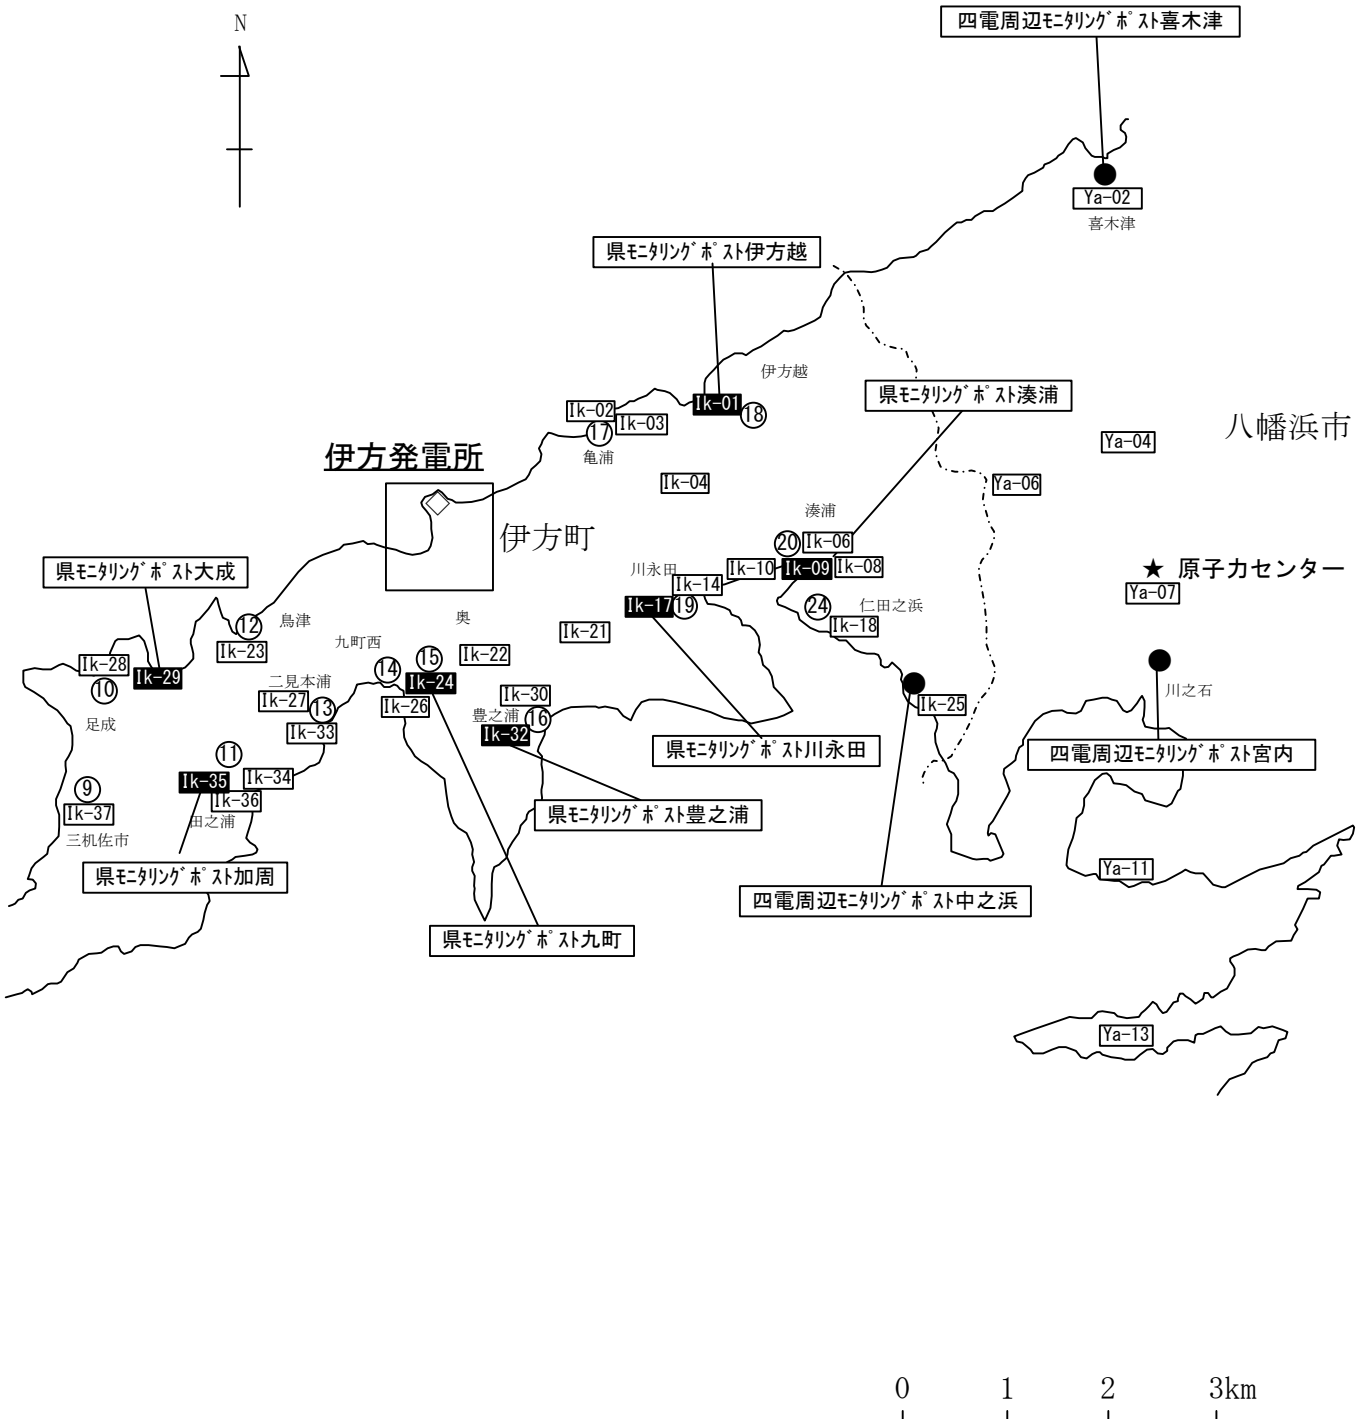 四電周辺ﾓﾆﾀﾘﾝｸﾞﾎﾟｽﾄ喜木津
N
Ya-02
喜木津
県ﾓﾆﾀﾘﾝｸﾞﾎﾟｽﾄ伊方越
伊方越
県ﾓﾆﾀﾘﾝｸﾞﾎﾟｽﾄ湊浦
Ik-01
⑱
Ik-02
Ik-03
⑰
亀浦
八幡浜市
Ya-04
伊方発電所
Ik-04
Ya-06
伊方町
湊浦
⑳
Ik-06
県ﾓﾆﾀﾘﾝｸﾞﾎﾟｽﾄ大成
川永田
Ik-14
Ik-10
Ik-09
Ik-08
★ 原子力センター
Ya-07
Ik-17
⑲
㉔
仁田之浜
Ik-18
⑫
鳥津
奥
Ik-21
九町西
Ik-23
Ik-22
⑮
⑭
Ik-28
Ik-29
⑩
足成
二見本浦
Ik-27
⑬
Ik-24
Ik-26
Ik-30
川之石
Ik-25
豊之浦
⑯
Ik-33
Ik-32
県ﾓﾆﾀﾘﾝｸﾞﾎﾟｽﾄ川永田
四電周辺ﾓﾆﾀﾘﾝｸﾞﾎﾟｽﾄ宮内
⑪
Ik-35
Ik-34
⑨
Ik-36
Ik-37
田之浦
三机佐市
県ﾓﾆﾀﾘﾝｸﾞﾎﾟｽﾄ豊之浦
県ﾓﾆﾀﾘﾝｸﾞﾎﾟｽﾄ加周
Ya-11
四電周辺ﾓﾆﾀﾘﾝｸﾞﾎﾟｽﾄ中之浜
県ﾓﾆﾀﾘﾝｸﾞﾎﾟｽﾄ九町
Ya-13
0 1 2 3km